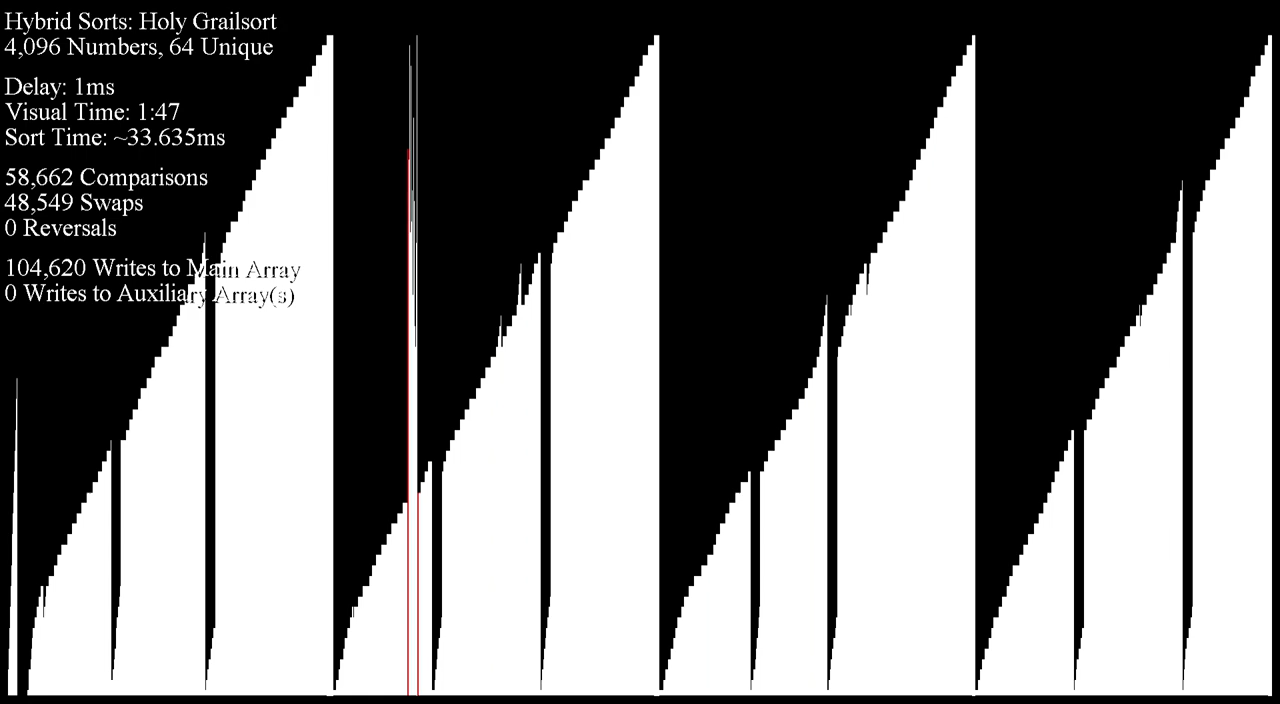 Hybrid Sorts: Holy Grailsort
4,096 Numbers, 64 Unique
Delay: 1ms
Visual Time: 1:47
Sort Time: ~33.635ms
58,662 Comparisons
48,549 Swaps
0 Reversals
104,620 Writes to Main Array
0 Writes to Auxiliary Array(s)